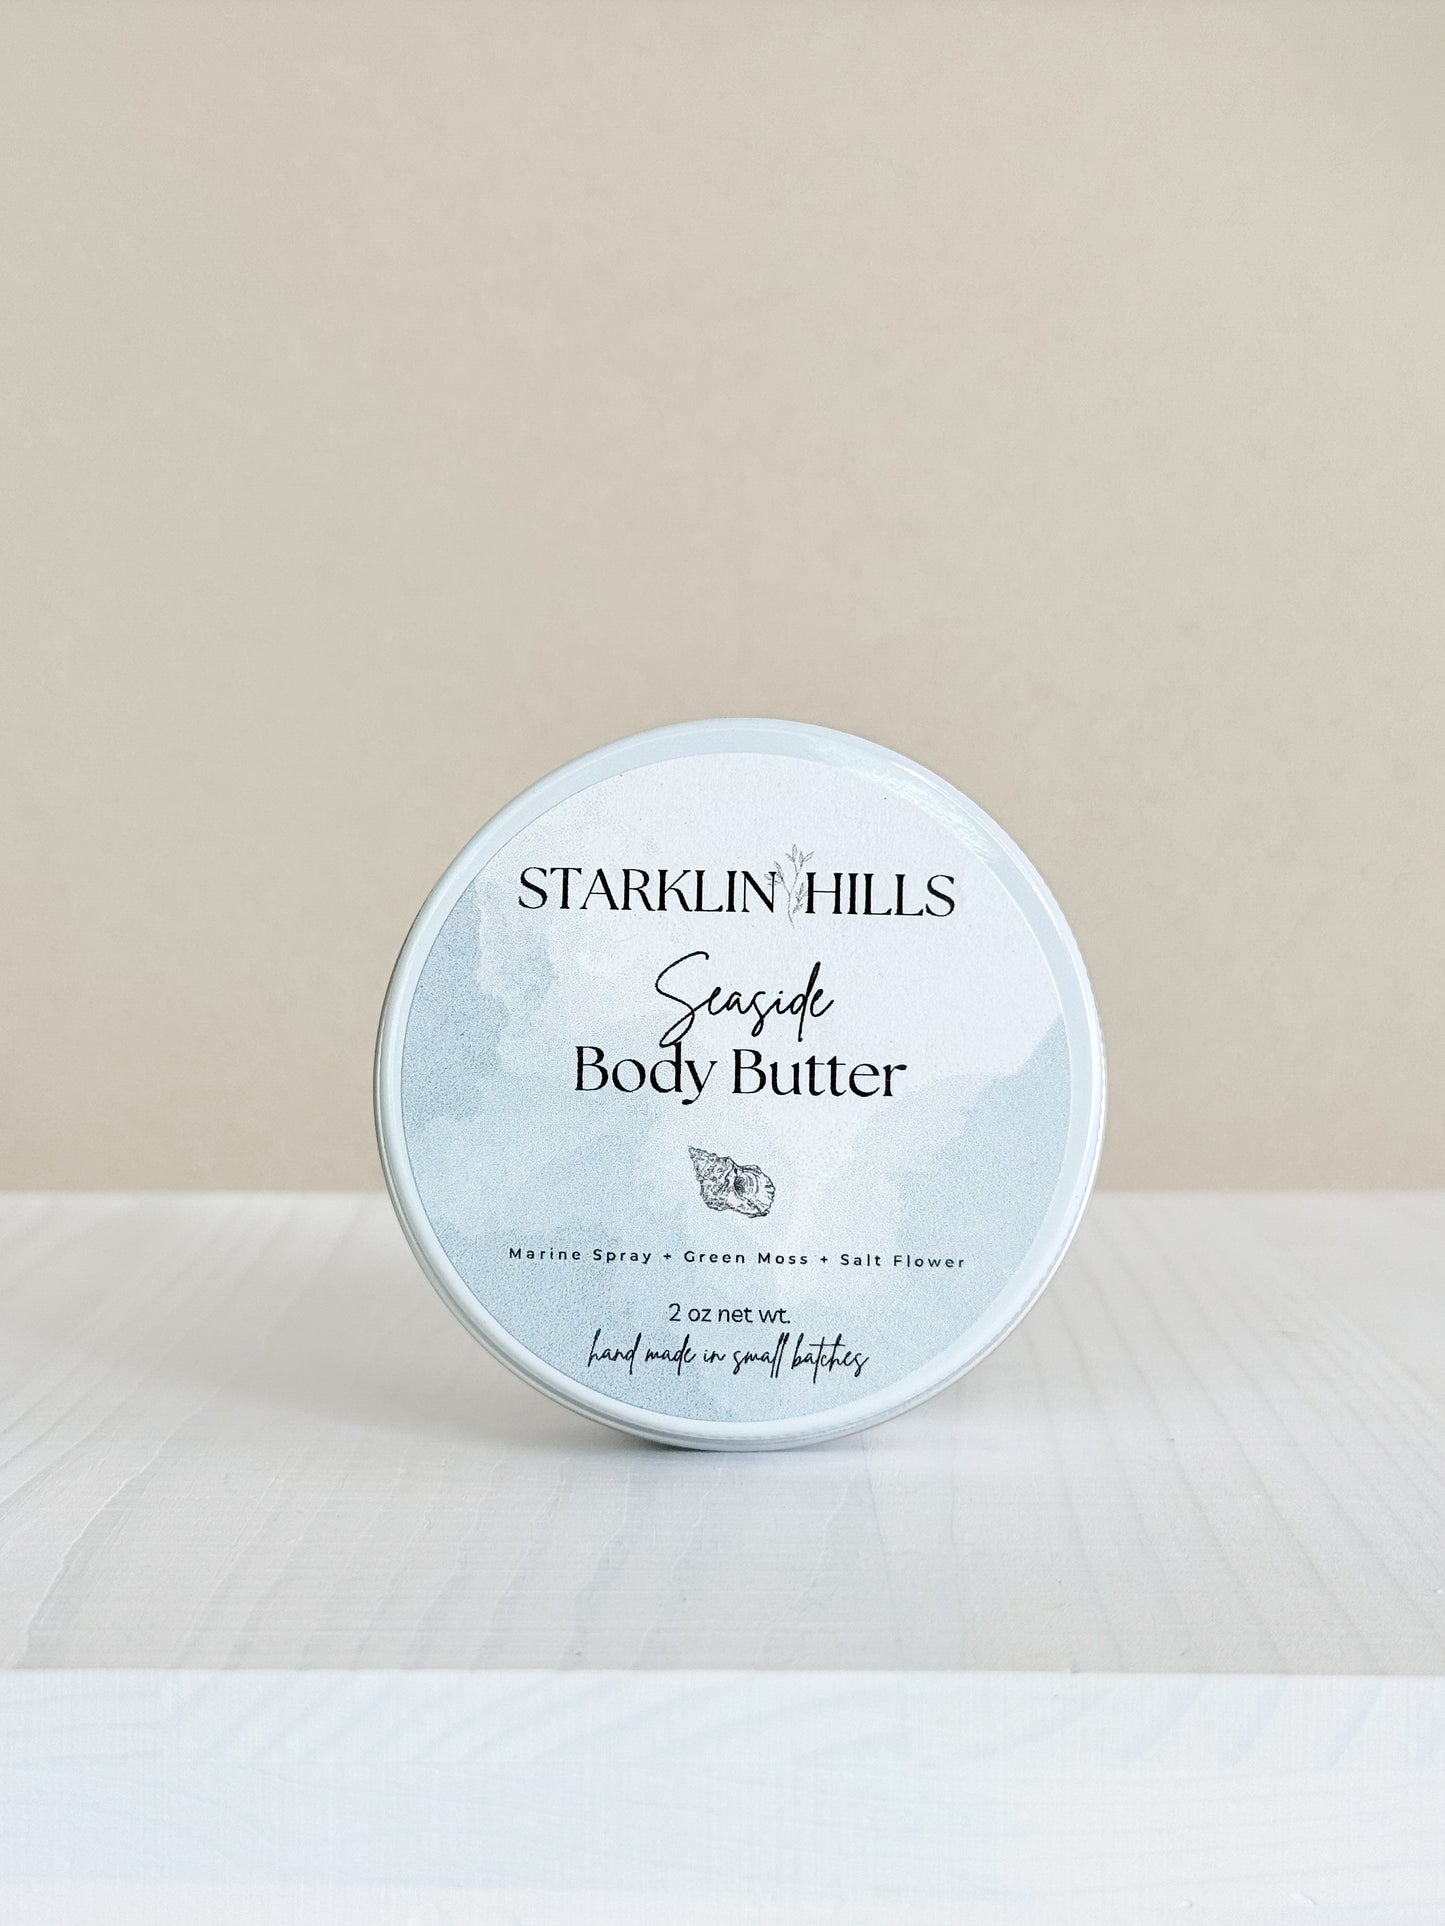 STARKLIN HILLS
Seaside
Body Butter
Marine Spray + Green Moss + Salt Flower
2 oz net wt.
hand made in small batches